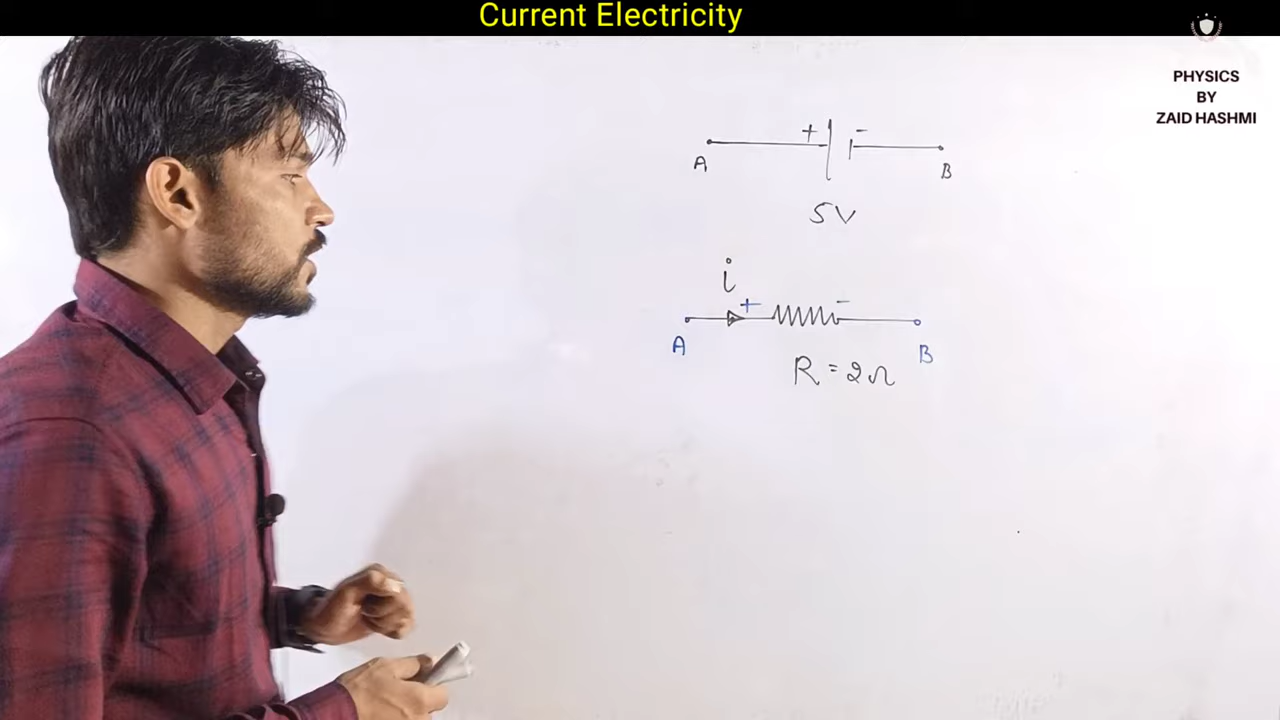 Current Electricity
PHYSICS
BY
ZAID HASHMI
+ -
A B
5V
i
+ -
A B
R = 2Ω